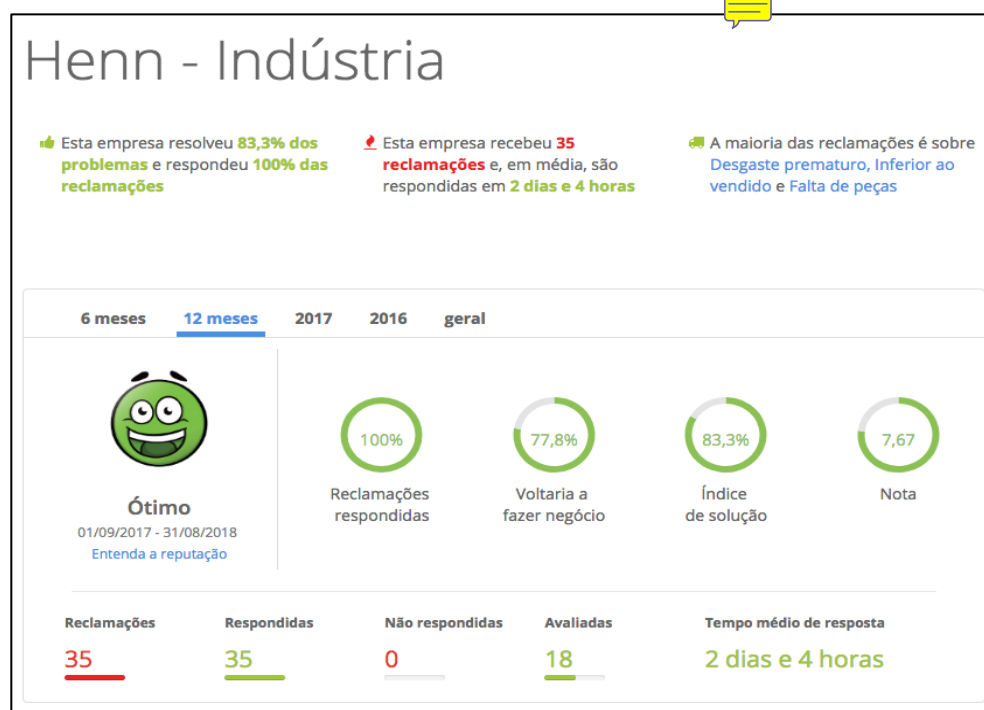 Henn - Indústria
Esta empresa resolveu 83,3% dos
problemas e respondeu 100% das
reclamações
Esta empresa recebeu 35
reclamações e, em média, são
respondidas em 2 dias e 4 horas
A maioria das reclamações é sobre
Desgaste prematuro, Inferior ao
vendido e Falta de peças
6 meses 12 meses 2017 2016 geral
Ótimo
01/09/2017 - 31/08/2018
Entenda a reputação
100%
Reclamações
respondidas
77,8%
Voltaria a
fazer negócio
83,3%
Índice
de solução
7,67
Nota
Reclamações
35
Respondidas
35
Não respondidas
0
Avaliadas
18
Tempo médio de resposta
2 dias e 4 horas